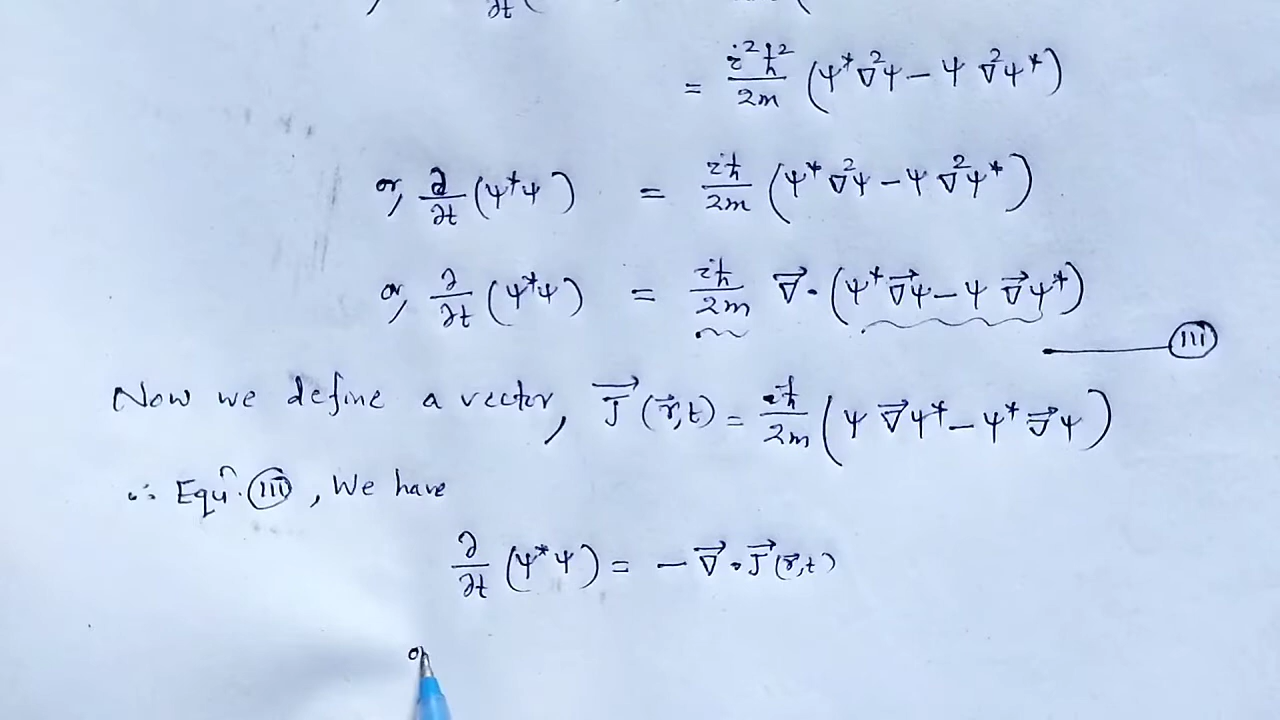 ∂t(
= i²ħ²/2m (ψ*∇²ψ − ψ ∇²ψ*)
or, ∂/∂t (ψ*ψ) = iħ/2m (ψ*∇²ψ − ψ ∇²ψ*)
or, ∂/∂t (ψ*ψ) = iħ/2m ∇⃗·(ψ*∇⃗ψ − ψ ∇⃗ψ*)
(III)
Now we define a vector, J⃗(r⃗,t) = iħ/2m (ψ ∇⃗ψ* − ψ* ∇⃗ψ)
∴ Equⁿ. (III), We have
∂/∂t (ψ*ψ) = − ∇⃗·J⃗(r⃗,t)